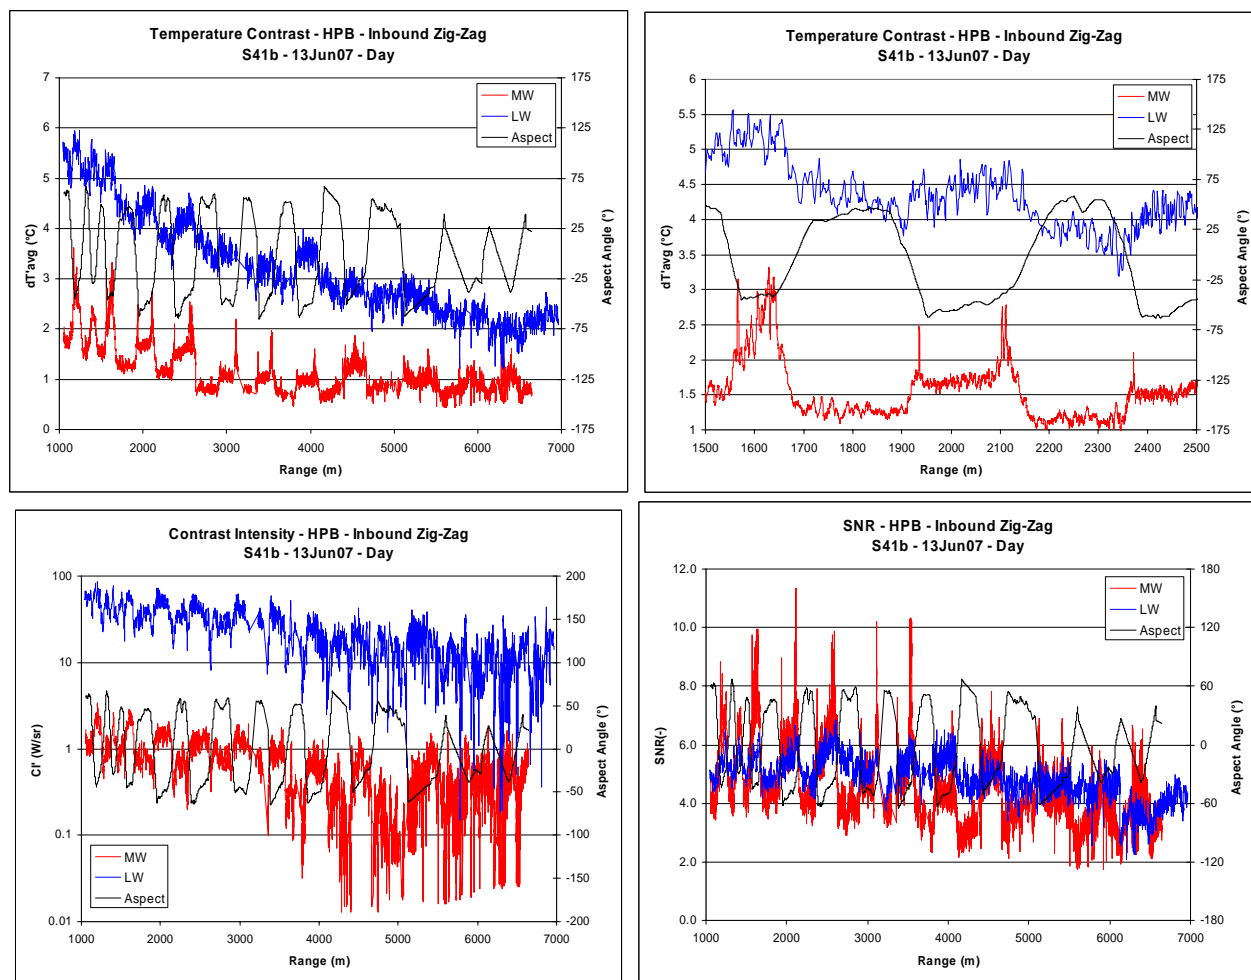 Temperature Contrast - HPB - Inbound Zig-Zag
S41b - 13Jun07 - Day
7
6
5
4
3
2
1
0
dT'avg (°C)
175
125
75
25
-25
-75
-125
-175
Aspect Angle (°)
MW
LW
Aspect
1000 2000 3000 4000 5000 6000 7000
Range (m)
Temperature Contrast - HPB - Inbound Zig-Zag
S41b - 13Jun07 - Day
6
5.5
5
4.5
4
3.5
3
2.5
2
1.5
1
dT'avg (°C)
175
125
75
25
-25
-75
-125
-175
Aspect Angle (°)
MW
LW
Aspect
1500 1600 1700 1800 1900 2000 2100 2200 2300 2400 2500
Range (m)
Contrast Intensity - HPB - Inbound Zig-Zag
S41b - 13Jun07 - Day
100
10
1
0.1
0.01
CI' (W/sr)
200
150
100
50
0
-50
-100
-150
-200
Aspect Angle (°)
MW
LW
Aspect
1000 2000 3000 4000 5000 6000 7000
Range (m)
SNR - HPB - Inbound Zig-Zag
S41b - 13Jun07 - Day
12.0
10.0
8.0
6.0
4.0
2.0
0.0
SNR(-)
180
120
60
0
-60
-120
-180
Aspect Angle (°)
MW
LW
Aspect
1000 2000 3000 4000 5000 6000 7000
Range (m)